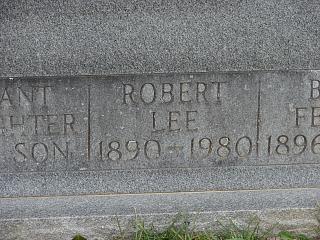 ANT
HTER
SON
ROBERT
LEE
1890 - 1980
B
FE
1896